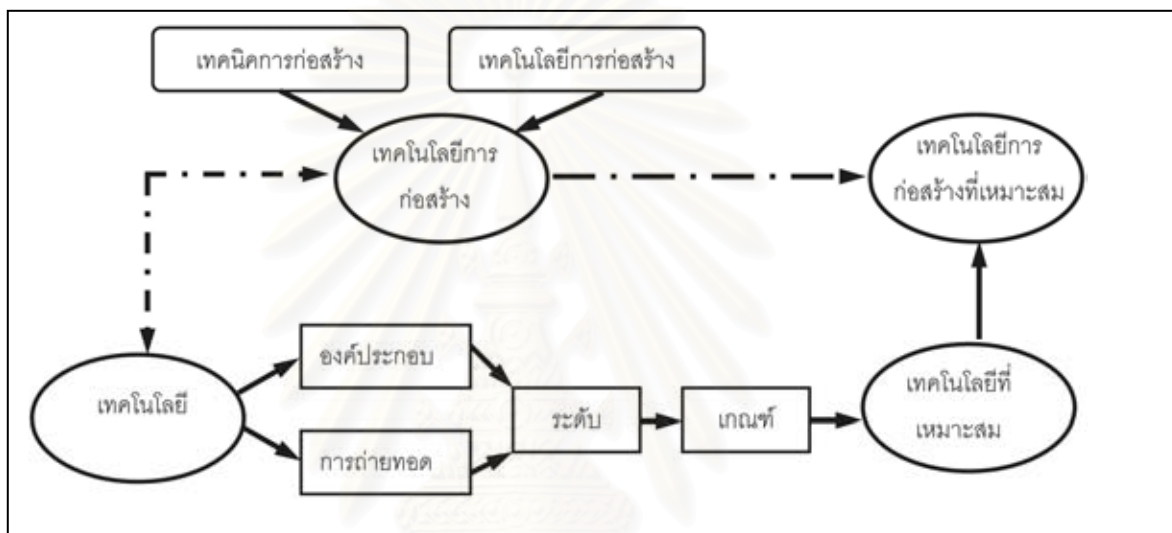 เทคนิคการก่อสร้าง
เทคโนโลยีการก่อสร้าง
เทคโนโลยีการ
ก่อสร้าง
เทคโนโลยีการ
ก่อสร้างที่เหมาะสม
องค์ประกอบ
เทคโนโลยี
ระดับ
เกณฑ์
เทคโนโลยีที่
เหมาะสม
การถ่ายทอด